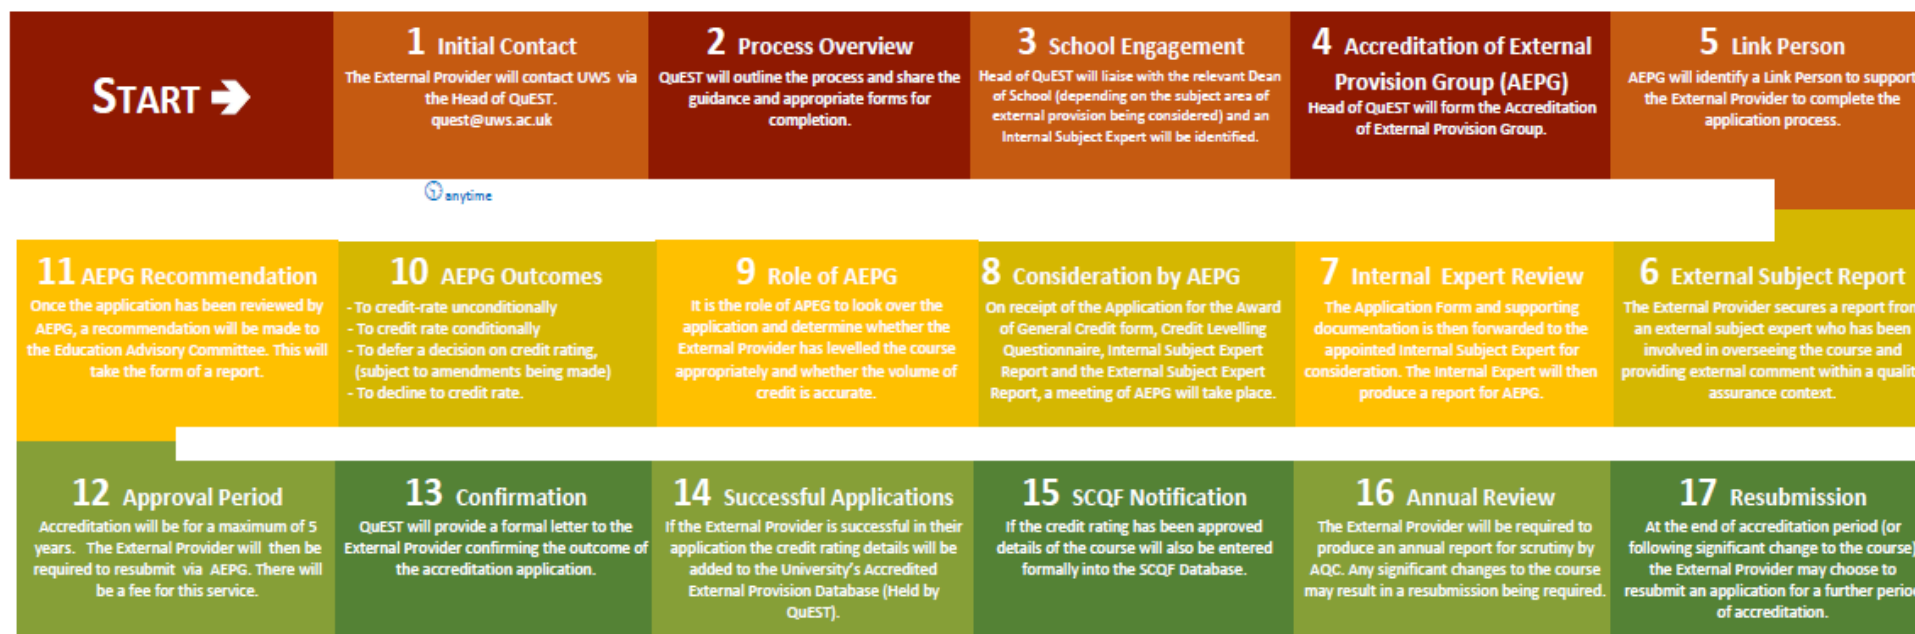 START
1 Initial Contact
The External Provider will contact UWS via
the Head of QuEST.
quest@uws.ac.uk
2 Process Overview
QuEST will outline the process and share the
guidance and appropriate forms for
completion.
3 School Engagement
Head of QuEST will liaise with the relevant Dean
of School (depending on the subject area of
external provision being considered) and an
Internal Subject Expert will be identified.
4 Accreditation of External
Provision Group (AEPG)
Head of QuEST will form the Accreditation
of External Provision Group.
5 Link Person
AEPG will identify a Link Person to support
the External Provider to complete the
application process.
anytime
6 External Subject Report
The External Provider secures a report from
an external subject expert who has been
involved in overseeing the course and
providing external comment within a qualit
assurance context.
7 Internal Expert Review
The Application Form and supporting
documentation is then forwarded to the
appointed Internal Subject Expert for
consideration. The Internal Expert will then
produce a report for AEPG.
8 Consideration by AEPG
On receipt of the Application for the Award
of General Credit form, Credit Levelling
Questionnaire, Internal Subject Expert
Report and the External Subject Expert
Report, a meeting of AEPG will take place.
9 Role of AEPG
It is the role of APEG to look over the
application and determine whether the
External Provider has levelled the course
appropriately and whether the volume of
credit is accurate.
10 AEPG Outcomes
- To credit-rate unconditionally
- To credit rate conditionally
- To defer a decision on credit rating,
(subject to amendments being made)
- To decline to credit rate.
11 AEPG Recommendation
Once the application has been reviewed by
AEPG, a recommendation will be made to
the Education Advisory Committee. This will
take the form of a report.
12 Approval Period
Accreditation will be for a maximum of 5
years. The External Provider will then be
required to resubmit via AEPG. There will
be a fee for this service.
13 Confirmation
QuEST will provide a formal letter to the
External Provider confirming the outcome of
the accreditation application.
14 Successful Applications
If the External Provider is successful in their
application the credit rating details will be
added to the University's Accredited
External Provision Database (Held by
QuEST).
15 SCQF Notification
If the credit rating has been approved
details of the course will also be entered
formally into the SCQF Database.
16 Annual Review
The External Provider will be required to
produce an annual report for scrutiny by
AQC. Any significant changes to the course
may result in a resubmission being required.
17 Resubmission
At the end of accreditation period (or
following significant change to the course)
the External Provider may choose to
resubmit an application for a further period
of accreditation.